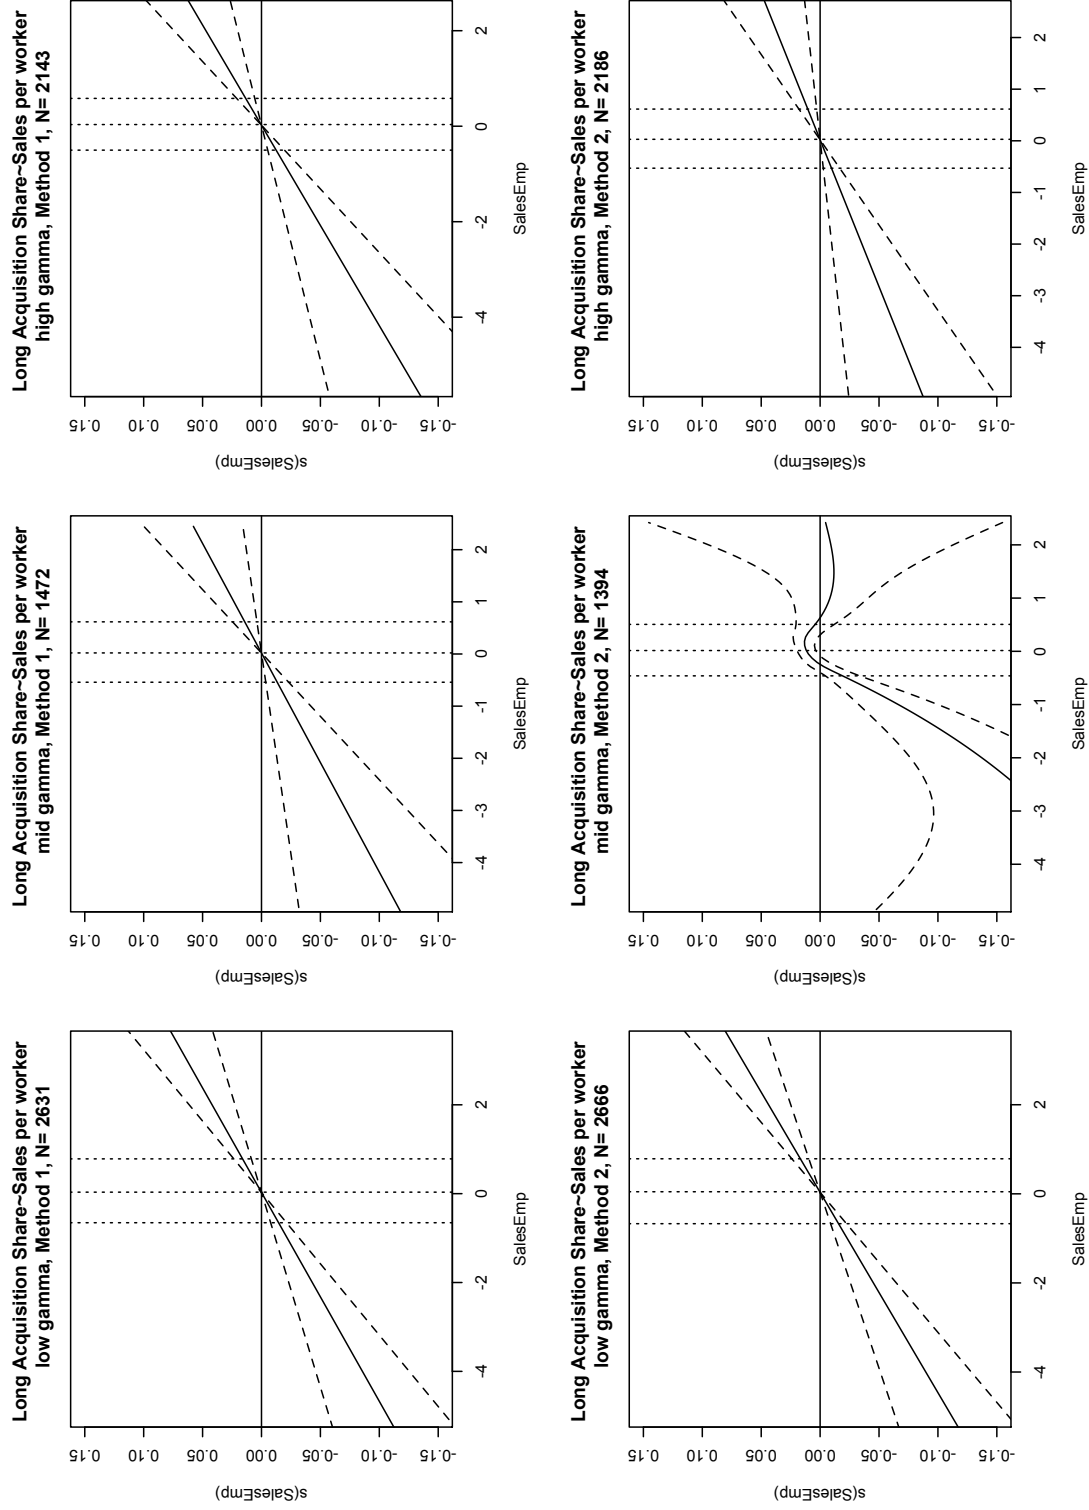 Long Acquisition Share~Sales per worker
low gamma, Method 1, N= 2631
0.15
0.10
0.05
0.00
-0.05
-0.10
-0.15
s(SalesEmp)
-4 -2 0 2
SalesEmp
Long Acquisition Share~Sales per worker
mid gamma, Method 1, N= 1472
0.15
0.10
0.05
0.00
-0.05
-0.10
-0.15
s(SalesEmp)
-4 -3 -2 -1 0 1 2
SalesEmp
Long Acquisition Share~Sales per worker
high gamma, Method 1, N= 2143
0.15
0.10
0.05
0.00
-0.05
-0.10
-0.15
s(SalesEmp)
-4 -2 0 2
SalesEmp
Long Acquisition Share~Sales per worker
low gamma, Method 2, N= 2666
0.15
0.10
0.05
0.00
-0.05
-0.10
-0.15
s(SalesEmp)
-4 -2 0 2
SalesEmp
Long Acquisition Share~Sales per worker
mid gamma, Method 2, N= 1394
0.15
0.10
0.05
0.00
-0.05
-0.10
-0.15
s(SalesEmp)
-4 -3 -2 -1 0 1 2
SalesEmp
Long Acquisition Share~Sales per worker
high gamma, Method 2, N= 2186
0.15
0.10
0.05
0.00
-0.05
-0.10
-0.15
s(SalesEmp)
-4 -3 -2 -1 0 1 2
SalesEmp